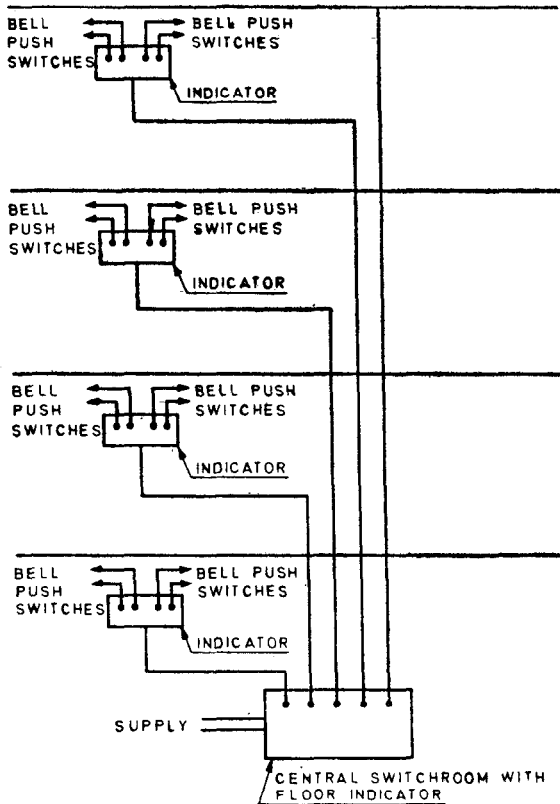 BELL
PUSH
SWITCHES
BELL PUSH
SWITCHES
INDICATOR
BELL
PUSH
SWITCHES
BELL PUSH
SWITCHES
INDICATOR
BELL
PUSH
SWITCHES
BELL PUSH
SWITCHES
INDICATOR
BELL
PUSH
SWITCHES
BELL PUSH
SWITCHES
INDICATOR
SUPPLY
CENTRAL SWITCHROOM WITH
FLOOR INDICATOR